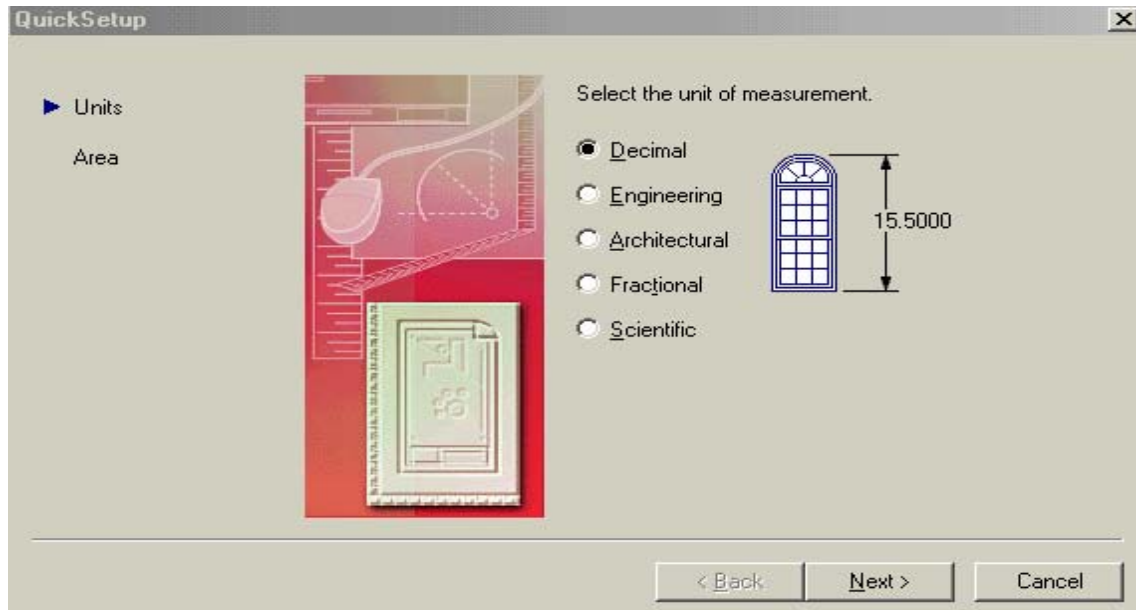 QuickSetup
Units
Area
Select the unit of measurement.
Decimal
Engineering
Architectural
Fractional
Scientific
15.5000
< Back
Next >
Cancel